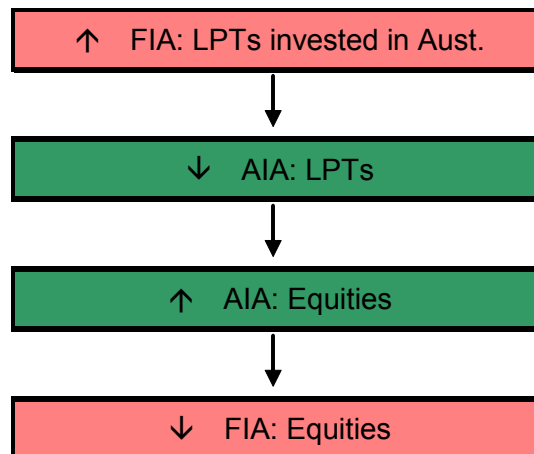 ↑ FIA: LPTs invested in Aust.
↓ AIA: LPTs
↑ AIA: Equities
↓ FIA: Equities